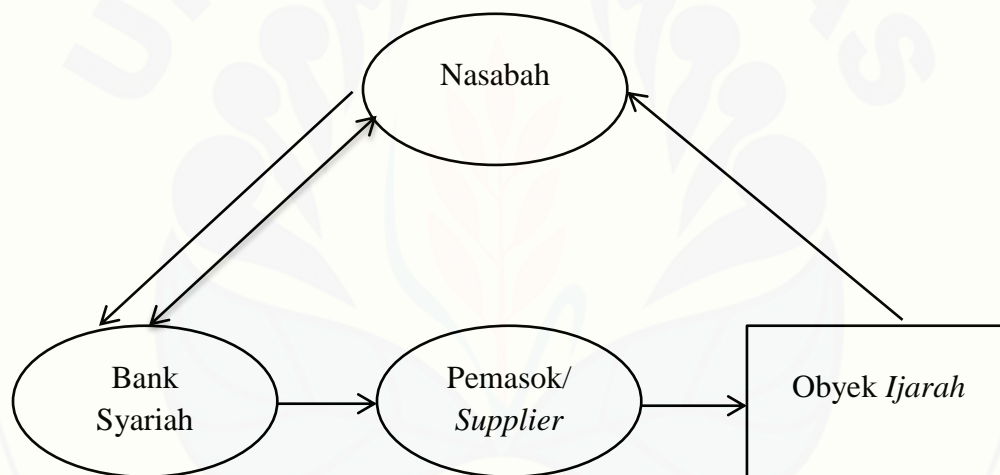 Nasabah
Bank
Syariah
Pemasok/
Supplier
Obyek Ijarah